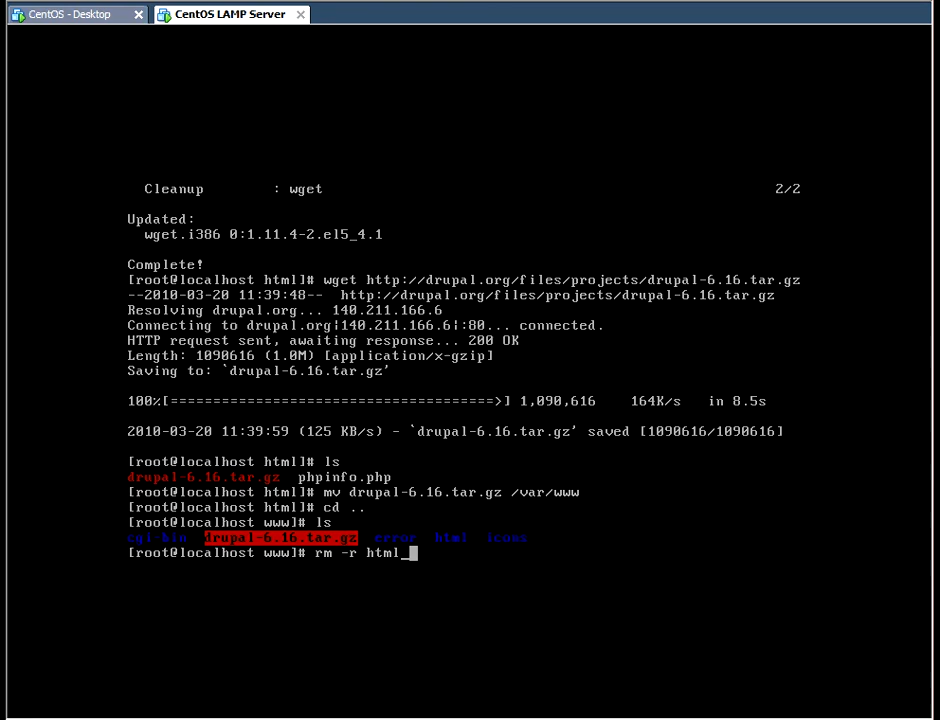 CentOS - Desktop
CentOS LAMP Server
Cleanup : wget 2/2
Updated:
wget.i386 0:1.11.4-2.el5_4.1
Complete!
[root@localhost html]# wget http://drupal.org/files/projects/drupal-6.16.tar.gz
--2010-03-20 11:39:48-- http://drupal.org/files/projects/drupal-6.16.tar.gz
Resolving drupal.org... 140.211.166.6
Connecting to drupal.org|140.211.166.6|:80... connected.
HTTP request sent, awaiting response... 200 OK
Length: 1090616 (1.0M) [application/x-gzip]
Saving to: `drupal-6.16.tar.gz'
100%[======================================>] 1,090,616 164K/s in 8.5s
2010-03-20 11:39:59 (125 KB/s) - `drupal-6.16.tar.gz' saved [1090616/1090616]
[root@localhost html]# ls
drupal-6.16.tar.gz phpinfo.php
[root@localhost html]# mv drupal-6.16.tar.gz /var/www
[root@localhost html]# cd ..
[root@localhost www]# ls
cgi-bin drupal-6.16.tar.gz error html icons
[root@localhost www]# rm -r html_